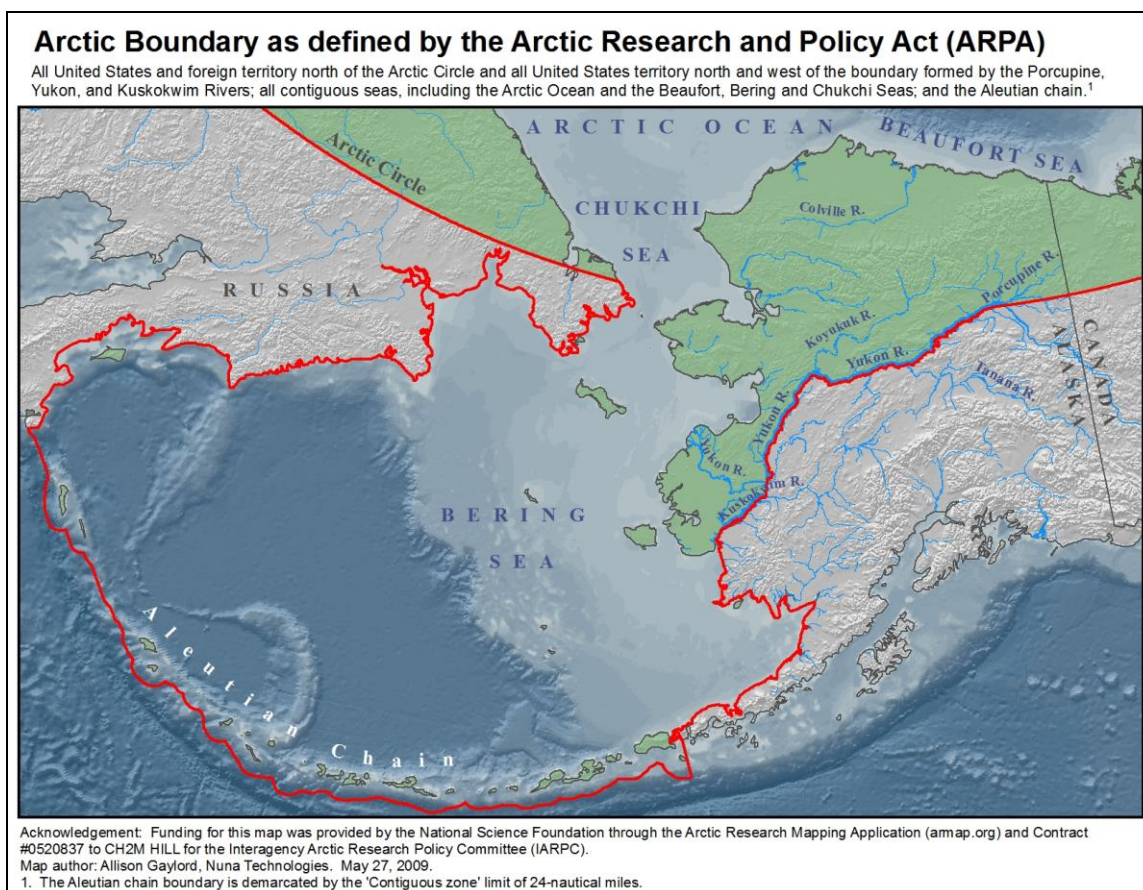 Arctic Boundary as defined by the Arctic Research and Policy Act (ARPA)
All United States and foreign territory north of the Arctic Circle and all United States territory north and west of the boundary formed by the Porcupine,
Yukon, and Kuskokwim Rivers; all contiguous seas, including the Arctic Ocean and the Beaufort, Bering and Chukchi Seas; and the Aleutian chain.1
ARCTIC OCEAN
BEAUFORT SEA
Arctic Circle
CHUKCHI
SEA
Colville R.
RUSSIA
Porcupine R.
Koyukuk R.
Yukon R.
CANADA
ALASKA
Tanana R.
Yukon R.
Yukon R.
Kuskokwim R.
BERING
SEA
Aleutian
Chain
Acknowledgement: Funding for this map was provided by the National Science Foundation through the Arctic Research Mapping Application (armap.org) and Contract
#0520837 to CH2M HILL for the Interagency Arctic Research Policy Committee (IARPC).
Map author: Allison Gaylord, Nuna Technologies. May 27, 2009.
1. The Aleutian chain boundary is demarcated by the 'Contiguous zone' limit of 24-nautical miles.